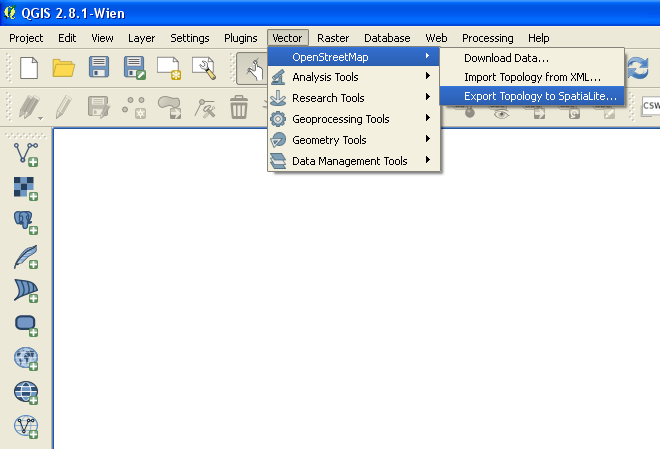 QGIS 2.8.1-Wien
Project Edit View Layer Settings Plugins Vector Raster Database Web Processing Help
OpenStreetMap
Download Data...
Analysis Tools
Import Topology from XML...
Research Tools
Export Topology to SpatiaLite...
CSW
Geoprocessing Tools
Geometry Tools
Data Management Tools